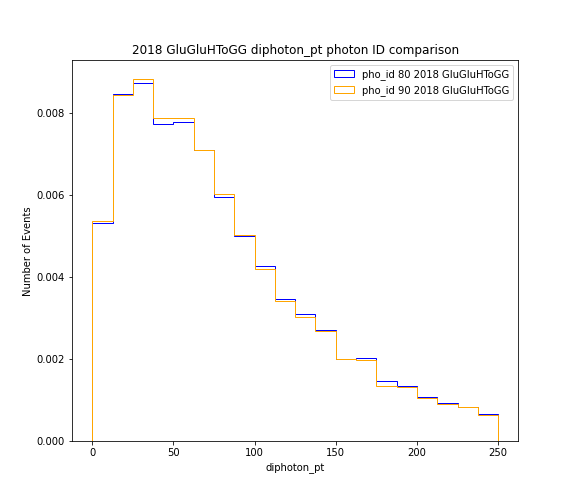 2018 GluGluHToGG diphoton_pt photon ID comparison
pho_id 80 2018 GluGluHToGG
pho_id 90 2018 GluGluHToGG
Number of Events
0.008
0.006
0.004
0.002
0.000
0 50 100 150 200 250
diphoton_pt